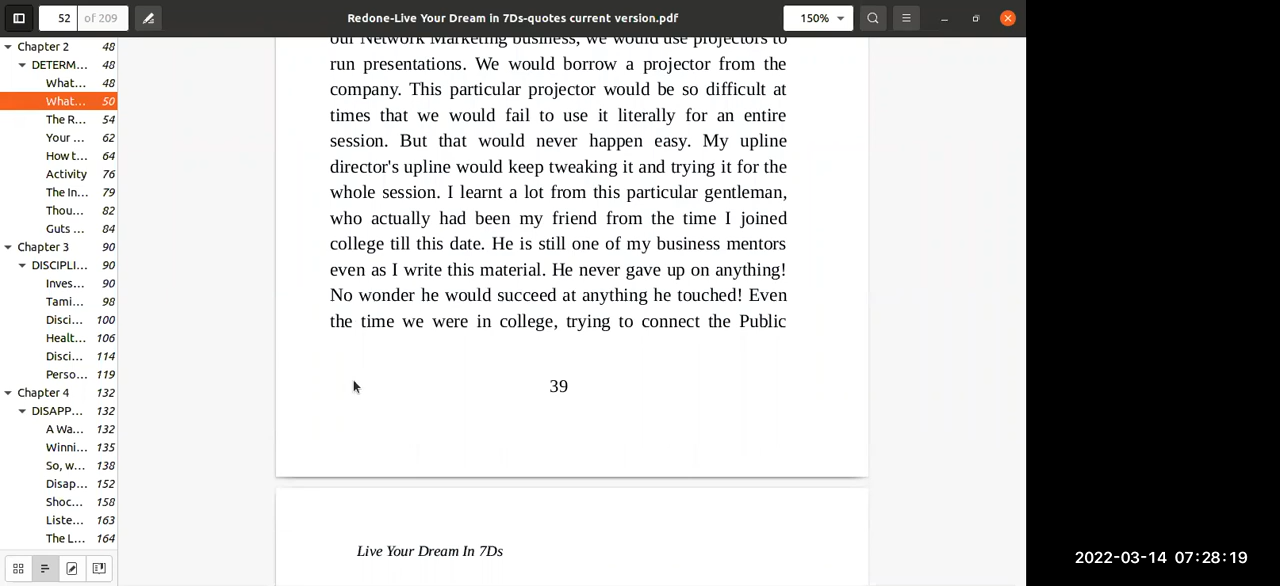 52 of 209
Redone-Live Your Dream in 7Ds-quotes current version.pdf
150%
Chapter 2 48
DETERM... 48
What... 48
What... 50
The R... 54
Your ... 62
How t... 64
Activity 76
The In... 79
Thou... 82
Guts ... 84
Chapter 3 90
DISCIPLI... 90
Inves... 90
Tami... 98
Disci... 100
Healt... 106
Disci... 114
Perso... 119
Chapter 4 132
DISAPP... 132
A Wa... 132
Winni... 135
So, w... 138
Disap... 152
Shoc... 158
Liste... 163
The L... 164
our Network Marketing business, we would use projectors to
run presentations. We would borrow a projector from the
company. This particular projector would be so difficult at
times that we would fail to use it literally for an entire
session. But that would never happen easy. My upline
director's upline would keep tweaking it and trying it for the
whole session. I learnt a lot from this particular gentleman,
who actually had been my friend from the time I joined
college till this date. He is still one of my business mentors
even as I write this material. He never gave up on anything!
No wonder he would succeed at anything he touched! Even
the time we were in college, trying to connect the Public
39
Live Your Dream In 7Ds
2022-03-14 07:28:19